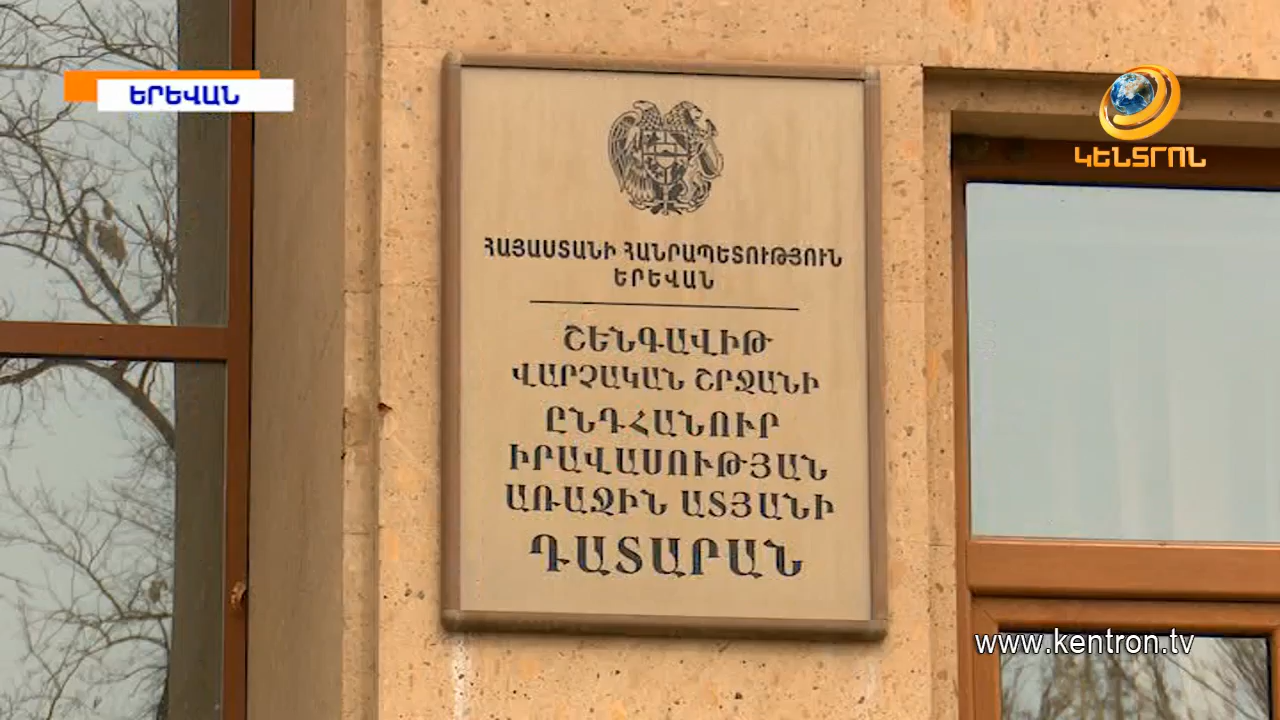 ԵՐԵՎԱՆ
ԿԵՆՏՐՈՆ
ՀԱՅԱՍՏԱՆԻ ՀԱՆՐԱՊԵՏՈՒԹՅՈՒՆ
ԵՐԵՎԱՆ
ՇԵՆԳԱՎԻԹ
ՎԱՐՉԱԿԱՆ ՇՐՋԱՆԻ
ԸՆԴՀԱՆՈՒՐ
ԻՐԱՎԱՍՈՒԹՅԱՆ
ԱՌԱՋԻՆ ԱՏՅԱՆԻ
ԴԱՏԱՐԱՆ
www.kentron.tv